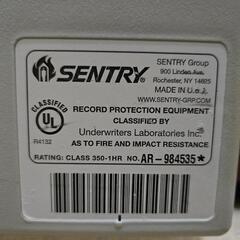 SENTRY®
SENTRY Group
900 Linden Ave.
Rochester, NY 14625
MADE IN U.S.A.
WWW.SENTRY-GRP.COM
CLASSIFIED
UL
®
R4132
RECORD PROTECTION EQUIPMENT
CLASSIFIED BY
Underwriters Laboratories Inc.®
AS TO FIRE AND IMPACT RESISTANCE
RATING: CLASS 350-1HR NO. AR-984535*